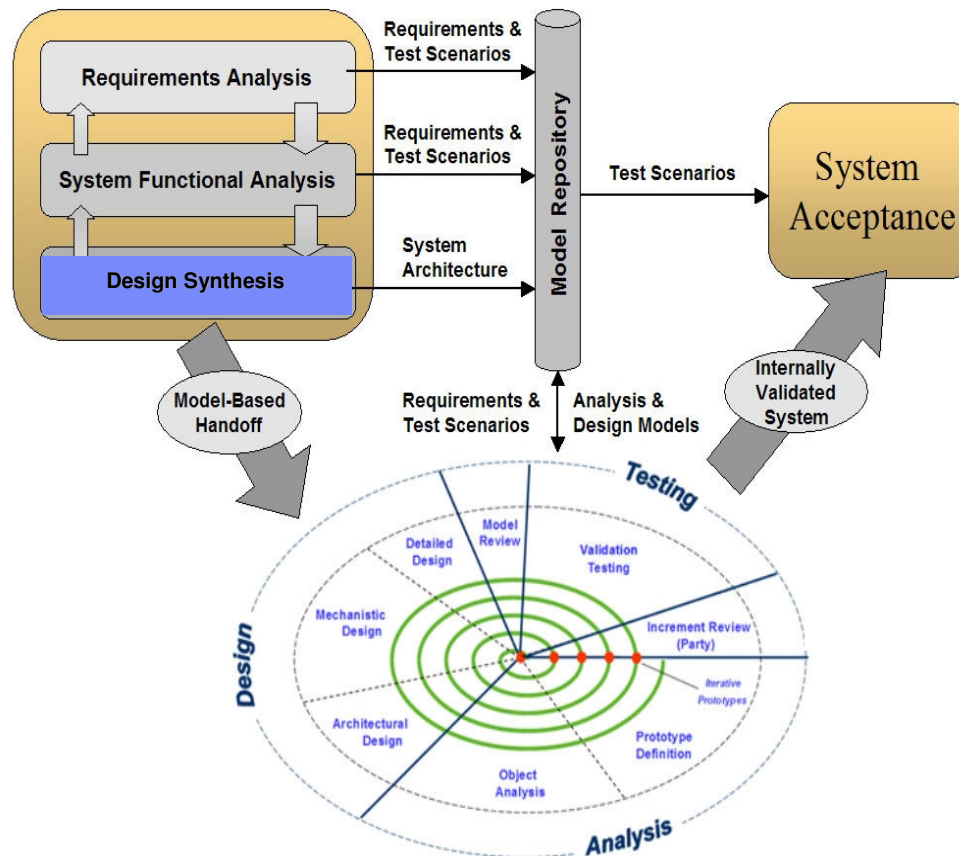 Requirements Analysis
System Functional Analysis
Design Synthesis
Requirements &
Test Scenarios
Requirements &
Test Scenarios
System
Architecture
Model Repository
Test Scenarios
System
Acceptance
Model-Based
Handoff
Requirements &
Test Scenarios
Analysis &
Design Models
Internally
Validated
System
Testing
Design
Analysis
Detailed
Design
Model
Review
Validation
Testing
Mechanistic
Design
Increment Review
(Party)
Iterative
Prototypes
Architectural
Design
Prototype
Definition
Object
Analysis